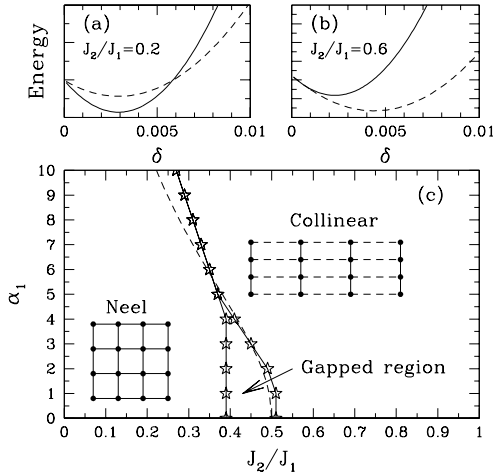 (a)
J₂/J₁=0.2
(b)
J₂/J₁=0.6
Energy
0 0.005 0.01 0 0.005 0.01
δ δ
10
9
8
7
6
5
4
3
2
1
0
α₁
(c)
Collinear
Neel
Gapped region
0 0.1 0.2 0.3 0.4 0.5 0.6 0.7 0.8 0.9 1
J₂/J₁